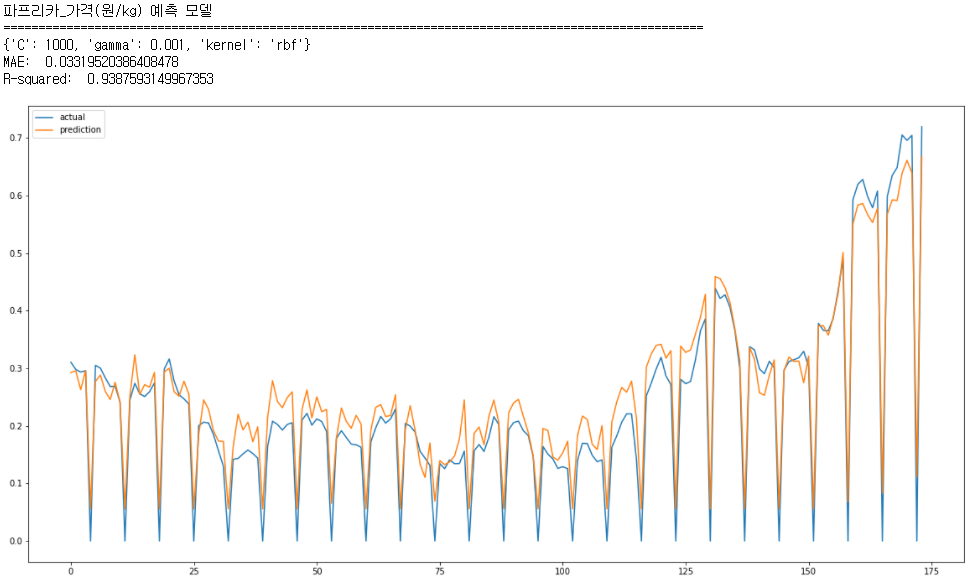 파프리카_가격(원/kg) 예측 모델
====================================================================================================
{'C': 1000, 'gamma': 0.001, 'kernel': 'rbf'}
MAE:  0.03319520386408478
R-squared:  0.9387593149967353
actual
prediction
0.7
0.6
0.5
0.4
0.3
0.2
0.1
0.0
0 25 50 75 100 125 150 175